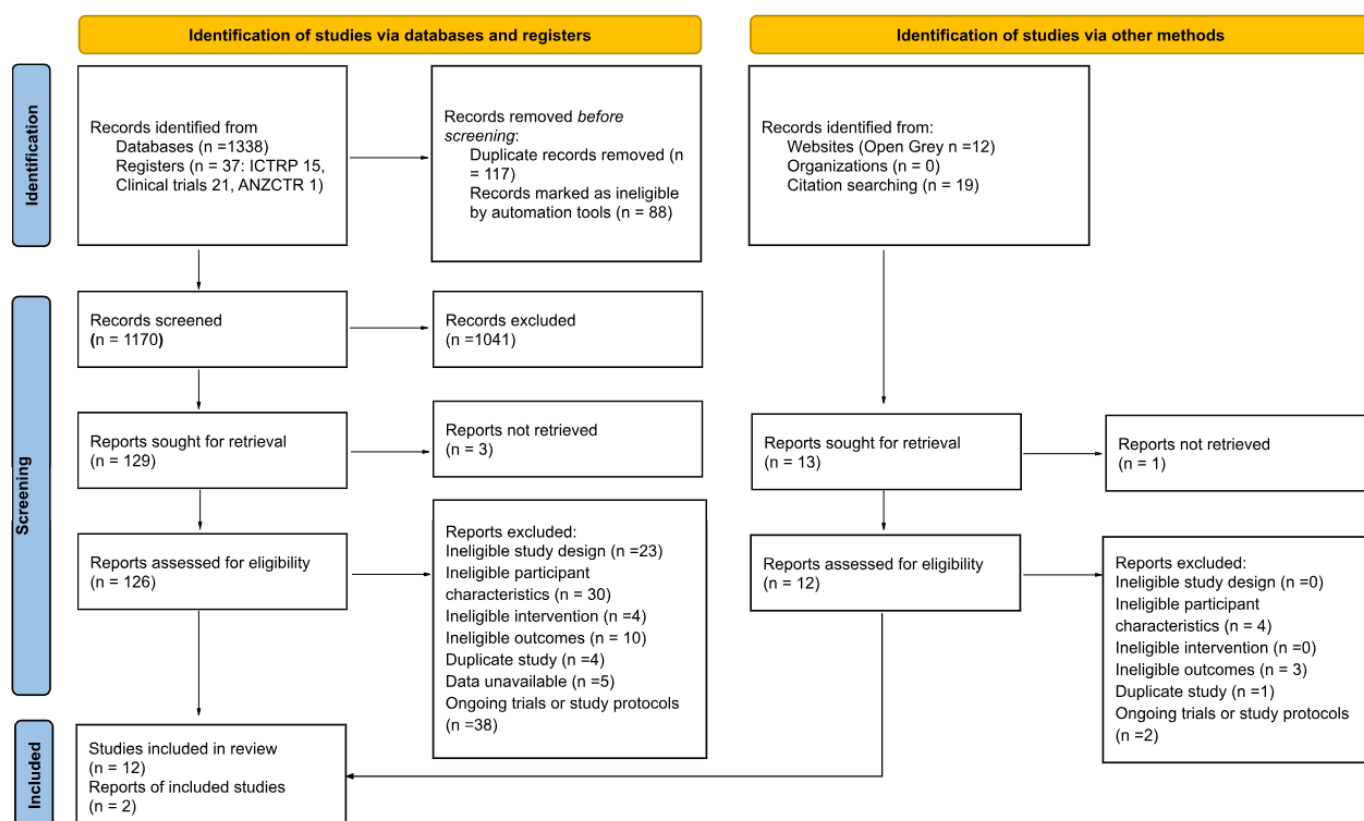 Identification of studies via databases and registers
Identification of studies via other methods
Identification
Records identified from
Databases (n =1338)
Registers (n = 37: ICTRP 15,
Clinical trials 21, ANZCTR 1)
Records removed before
screening:
Duplicate records removed (n
= 117)
Records marked as ineligible
by automation tools (n = 88)
Records identified from:
Websites (Open Grey n =12)
Organizations (n = 0)
Citation searching (n = 19)
Screening
Records screened
(n = 1170)
Records excluded
(n =1041)
Reports sought for retrieval
(n = 129)
Reports not retrieved
(n = 3)
Reports sought for retrieval
(n = 13)
Reports not retrieved
(n = 1)
Reports assessed for eligibility
(n = 126)
Reports excluded:
Ineligible study design (n =23)
Ineligible participant
characteristics (n = 30)
Ineligible intervention (n =4)
Ineligible outcomes (n = 10)
Duplicate study (n =4)
Data unavailable (n =5)
Ongoing trials or study protocols
(n =38)
Reports assessed for eligibility
(n = 12)
Reports excluded:
Ineligible study design (n =0)
Ineligible participant
characteristics (n = 4)
Ineligible intervention (n =0)
Ineligible outcomes (n = 3)
Duplicate study (n =1)
Ongoing trials or study protocols
(n =2)
Included
Studies included in review
(n = 12)
Reports of included studies
(n = 2)